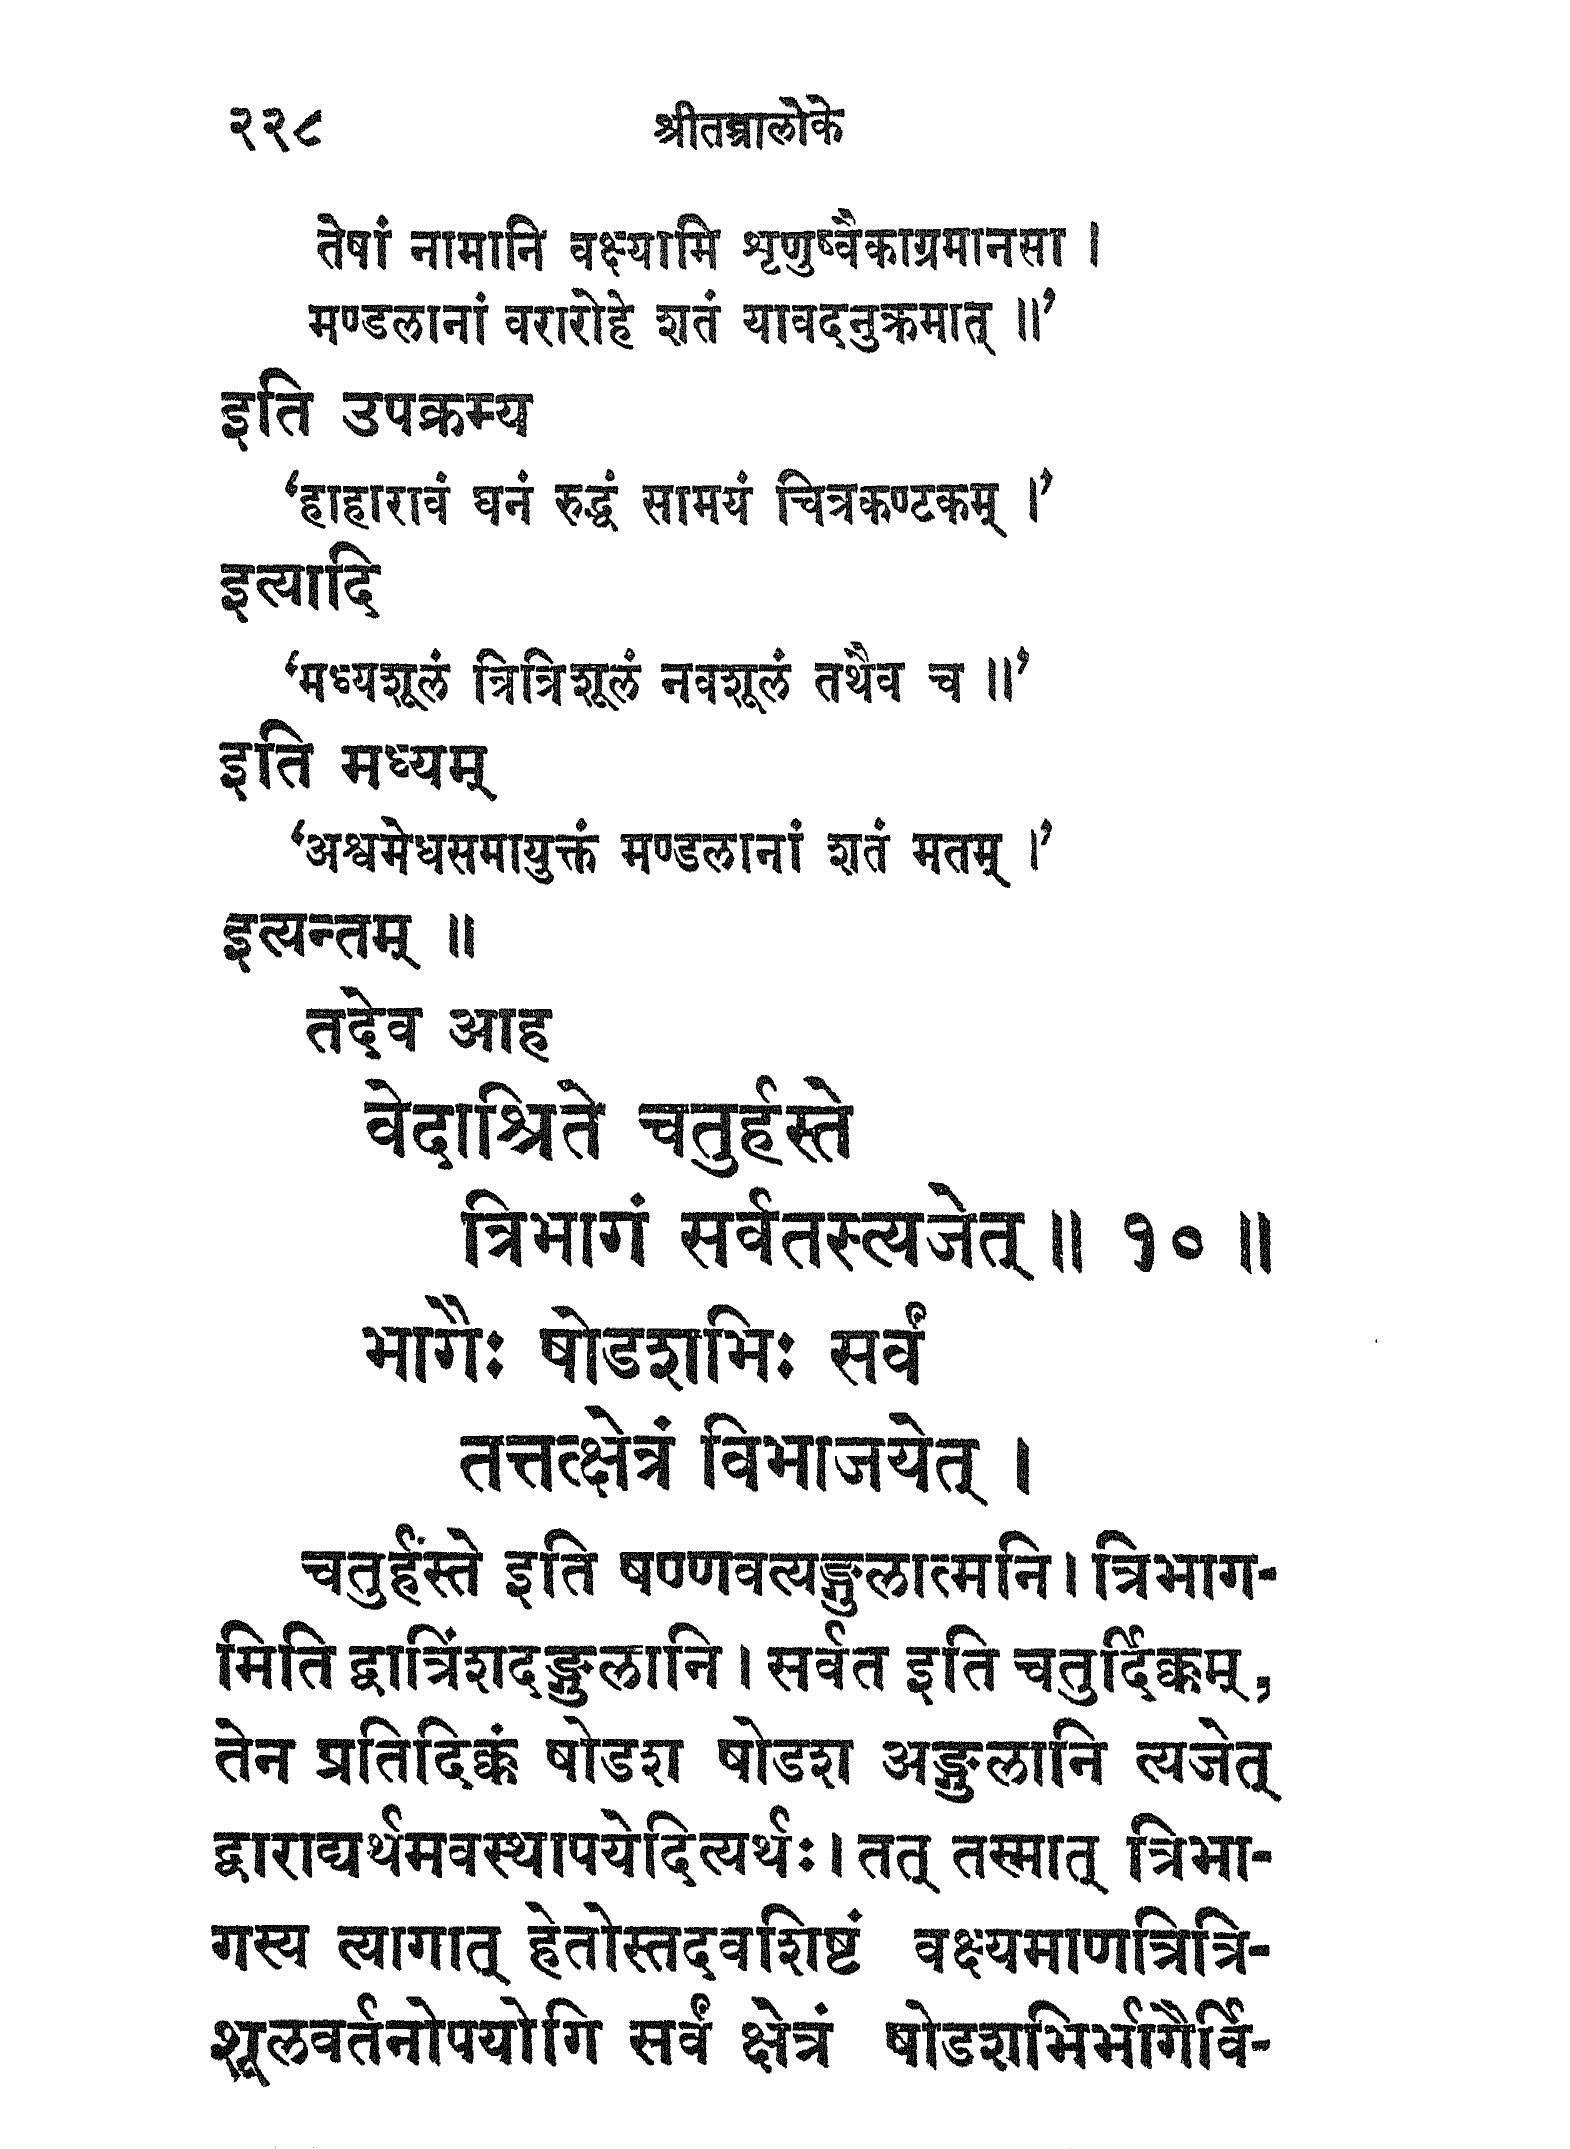 २२८ श्रीतन्त्रालोके
तेषां नामानि वक्ष्यामि शृणुष्वैकाग्रमानसा ।
मण्डलानां वरारोहे शतं यावदनुक्रमात् ॥’
इति उपक्रम्य
‘हाहारावं घनं रुद्धं सामयं चित्रकण्टकम् ।’
इत्यादि
‘मध्यशूलं त्रित्रिशूलं नवशूलं तथैव च ॥’
इति मध्यम्
‘अश्वमेधसमायुक्तं मण्डलानां शतं मतम् ।’
इत्यन्तम् ॥
तदेव आह
वेदाश्रिते चतुर्हस्ते
त्रिभागं सर्वतस्त्यजेत् ॥ १० ॥
भागैः षोडशभिः सर्वं
तत्तत्क्षेत्रं विभाजयेत् ।
चतुर्हस्ते इति षण्णवत्यङ्गुलात्मनि । त्रिभाग-
मिति द्वात्रिंशदङ्गुलानि । सर्वत इति चतुर्दिक्कम्,
तेन प्रतिदिक्कं षोडश षोडश अङ्गुलानि त्यजेत्
द्वाराद्यर्थमवस्थापयेदित्यर्थः । तत् तस्मात् त्रिभा-
गस्य त्यागात् हेतोस्तदवशिष्टं वक्ष्यमाणत्रित्रि-
शूलवर्तनोपयोगि सर्वं क्षेत्रं षोडशभिर्भागैर्वि-